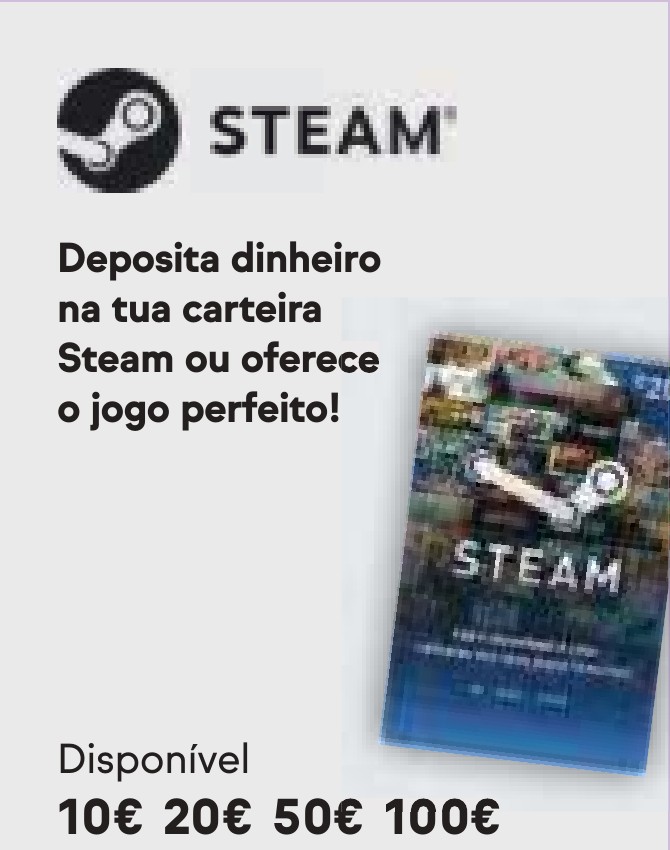 STEAM
Deposita dinheiro
na tua carteira
Steam ou oferece
o jogo perfeito!
STEAM
Disponível
10€ 20€ 50€ 100€